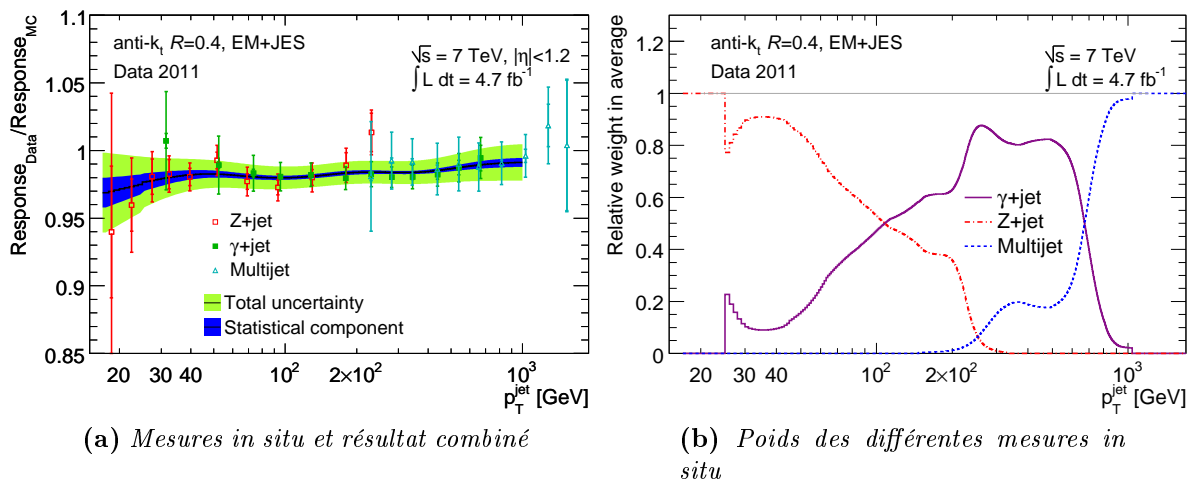 1.1
1.05
1
0.95
0.9
0.85
Response_Data/Response_MC
anti-k_t R=0.4, EM+JES
Data 2011
√s = 7 TeV, |η|<1.2
∫ L dt = 4.7 fb⁻¹
Z+jet
γ+jet
Multijet
Total uncertainty
Statistical component
20 30 40 10² 2×10² 10³
p_T^jet [GeV]
(a) Mesures in situ et résultat combiné
1.2
1
0.8
0.6
0.4
0.2
0
Relative weight in average
anti-k_t R=0.4, EM+JES
Data 2011
√s = 7 TeV
∫ L dt = 4.7 fb⁻¹
γ+jet
Z+jet
Multijet
20 30 40 10² 2×10² 10³
p_T^jet [GeV]
(b) Poids des différentes mesures in
situ